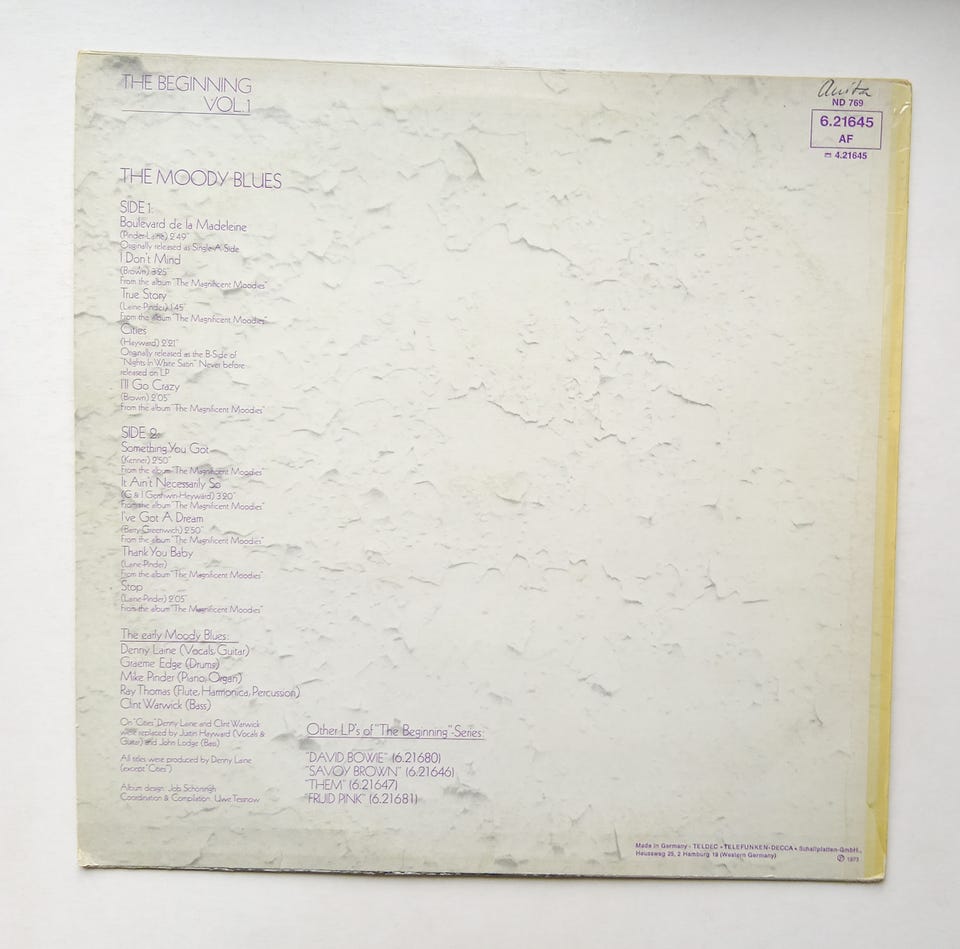 THE BEGINNING
VOL.1
Anita
ND 769
6.21645
AF
4.21645
THE MOODY BLUES
SIDE 1:
Boulevard de la Madeleine
(Pinder-Laine) 2'49"
Originally released as Single-A Side
I Don't Mind
(Brown) 3'25"
From the album "The Magnificent Moodies"
True Story
(Laine-Pinder) 1'45"
From the album "The Magnificent Moodies"
Cities
(Hayward) 2'21"
Originally released as the B-Side of
"Nights In White Satin" Never before
released on LP
I'll Go Crazy
(Brown) 2'05"
From the album "The Magnificent Moodies"
SIDE 2:
Something You Got
(Kenner) 2'50"
From the album "The Magnificent Moodies"
It Ain't Necessarily So
(G & I Gershwin-Heyward) 3'20"
From the album "The Magnificent Moodies"
I've Got A Dream
(Barry-Greenwich) 2'50"
From the album "The Magnificent Moodies"
Thank You Baby
(Laine-Pinder)
From the album "The Magnificent Moodies"
Stop
(Laine-Pinder) 2'05"
From the album "The Magnificent Moodies"
The early Moody Blues:
Denny Laine (Vocals, Guitar)
Graeme Edge (Drums)
Mike Pinder (Piano, Organ)
Ray Thomas (Flute, Harmonica, Percussion)
Clint Warwick (Bass)
On "Cities" Denny Laine and Clint Warwick
were replaced by Justin Hayward (Vocals &
Guitar) and John Lodge (Bass)
All titles were produced by Denny Laine
(except "Cities")
Album design: Job Schöningh
Coordination & Compilation: Uwe Tessnow
Other LP's of "The Beginning"-Series:
"DAVID BOWIE" (6.21680)
"SAVOY BROWN" (6.21646)
"THEM" (6.21647)
"FRIJID PINK" (6.21681)
Made in Germany · TELDEC »TELEFUNKEN-DECCA« Schallplatten-GmbH.,
Heussweg 25, 2 Hamburg 19 (Western Germany)
℗ 1973